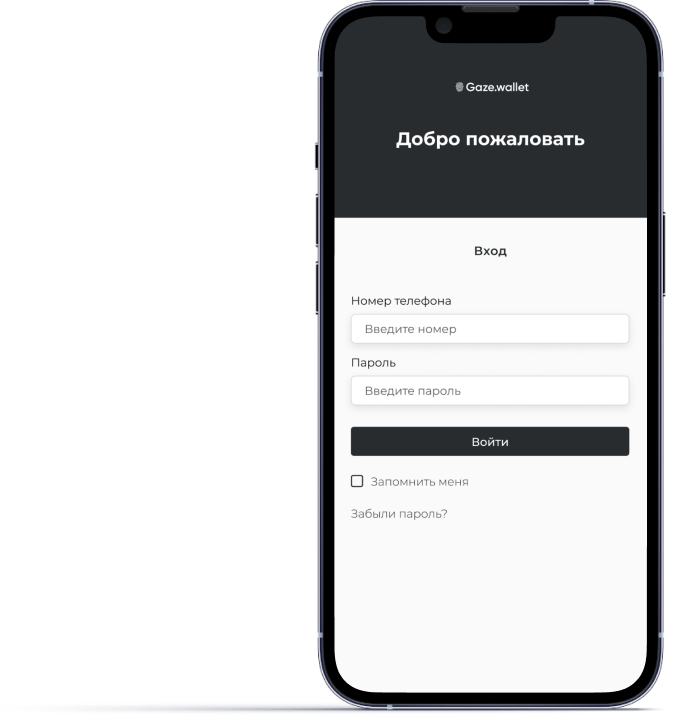 Gaze.wallet
Добро пожаловать
Вход
Номер телефона
Введите номер
Пароль
Введите пароль
Войти
Запомнить меня
Забыли пароль?